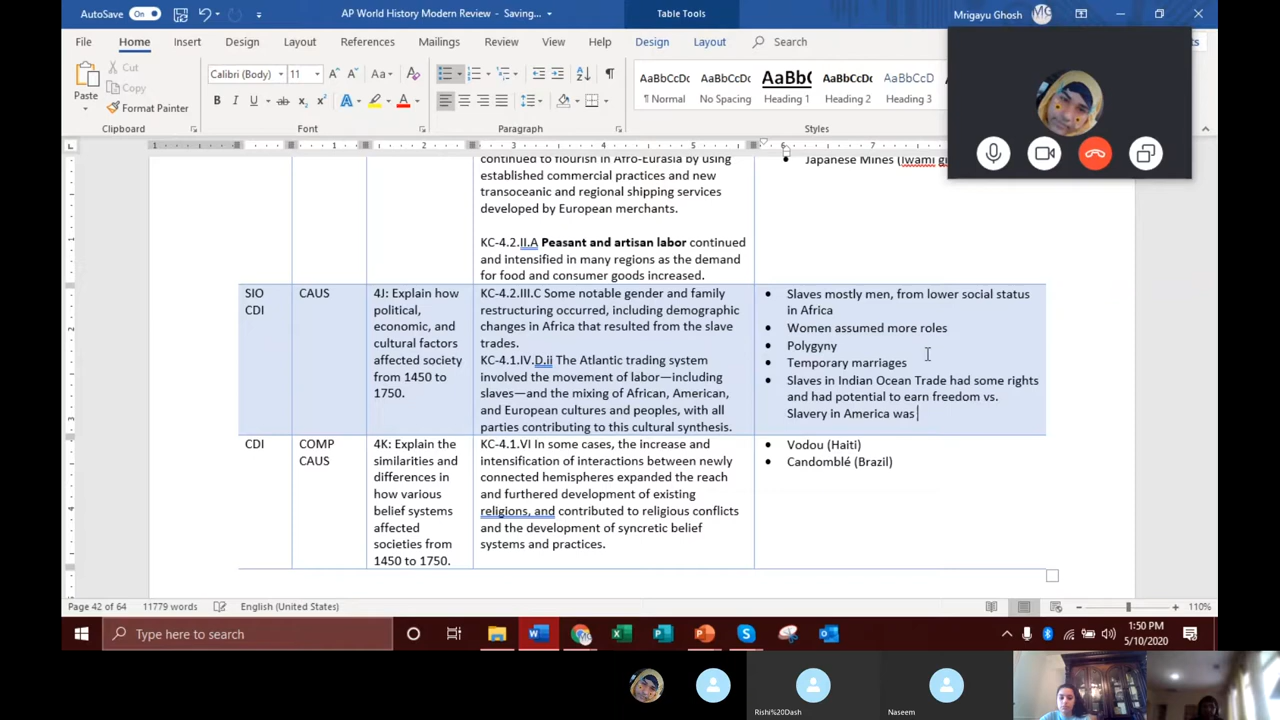 AutoSave On AP World History Modern Review - Saving... Table Tools Mrigayu Ghosh MG
File Home Insert Design Layout References Mailings Review View Help Design Layout Search
Paste Cut Copy Format Painter
Calibri (Body) 11
AaBbCcDc AaBbCcDc AaBbC AaBbCcDc AaBbCcD
¶ Normal No Spacing Heading 1 Heading 2 Heading 3
Clipboard Font Paragraph Styles
continued to flourish in Afro-Eurasia by using
established commercial practices and new
transoceanic and regional shipping services
developed by European merchants.
KC-4.2.II.A Peasant and artisan labor continued
and intensified in many regions as the demand
for food and consumer goods increased.
• Japanese Mines (Iwami gi
SIO
CDI
CAUS
4J: Explain how
political,
economic, and
cultural factors
affected society
from 1450 to
1750.
KC-4.2.III.C Some notable gender and family
restructuring occurred, including demographic
changes in Africa that resulted from the slave
trades.
KC-4.1.IV.D.ii The Atlantic trading system
involved the movement of labor—including
slaves—and the mixing of African, American,
and European cultures and peoples, with all
parties contributing to this cultural synthesis.
• Slaves mostly men, from lower social status
in Africa
• Women assumed more roles
• Polygyny
• Temporary marriages
• Slaves in Indian Ocean Trade had some rights
and had potential to earn freedom vs.
Slavery in America was
CDI
COMP
CAUS
4K: Explain the
similarities and
differences in
how various
belief systems
affected
societies from
1450 to 1750.
KC-4.1.VI In some cases, the increase and
intensification of interactions between newly
connected hemispheres expanded the reach
and furthered development of existing
religions, and contributed to religious conflicts
and the development of syncretic belief
systems and practices.
• Vodou (Haiti)
• Candomblé (Brazil)
Page 42 of 64 11779 words English (United States) 110%
Type here to search
1:50 PM
5/10/2020
Rishi%20Dash
Naseem